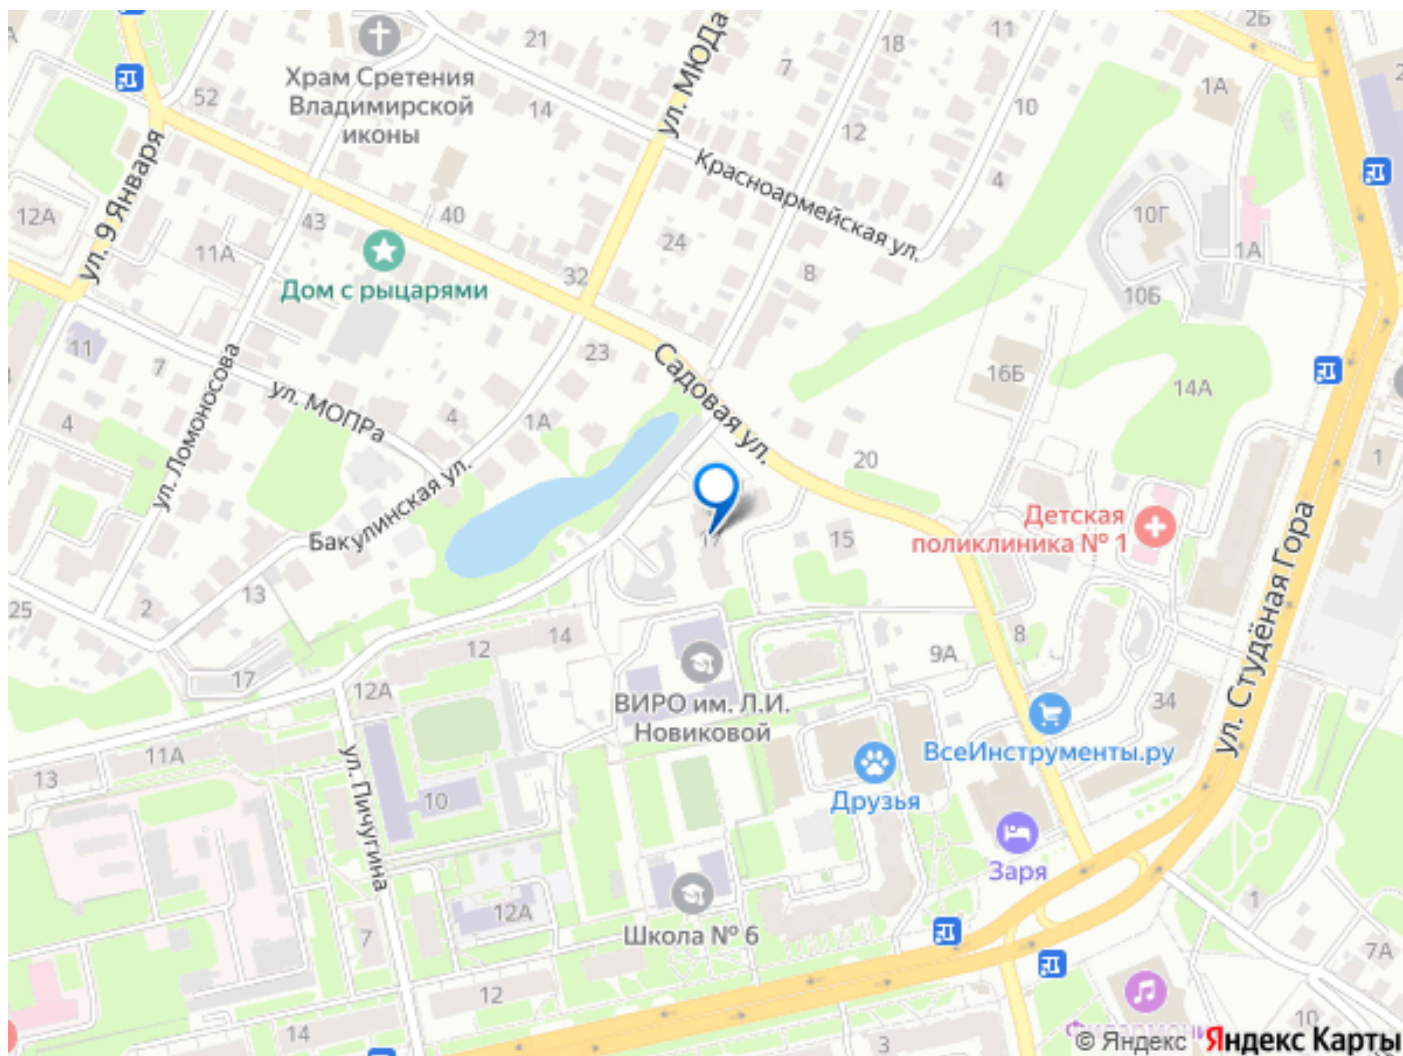 2Б
21
11
18
ул. МЮДа
Храм Сретения
Владимирской
иконы
7
52
14
10
1А
12
ул. 9 Января
Красноармейская ул.
4
12А
43
40
10Г
11А
24
1А
Дом с рыцарями
32
8
10Б
11
7
23
ул. Ломоносова
Садовая ул.
16Б
14А
ул. МОПРа
4
4
1А
1
20
Бакулинская ул.
Детская
поликлиника № 1
17
15
ул. Студёная Гора
25
2
13
12
14
8
9А
17
12А
ВИРО им. Л.И.
Новиковой
34
ВсеИнструменты.ру
11А
13
ул. Пичугина
10
Друзья
Заря
12А
1
7
Школа № 6
7А
12
14
10
3
Филармония
© Яндекс Яндекс Карты